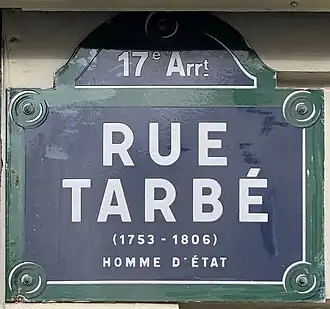 17e Arrt
RUE
TARBÉ
(1753 - 1806)
HOMME D'ÉTAT